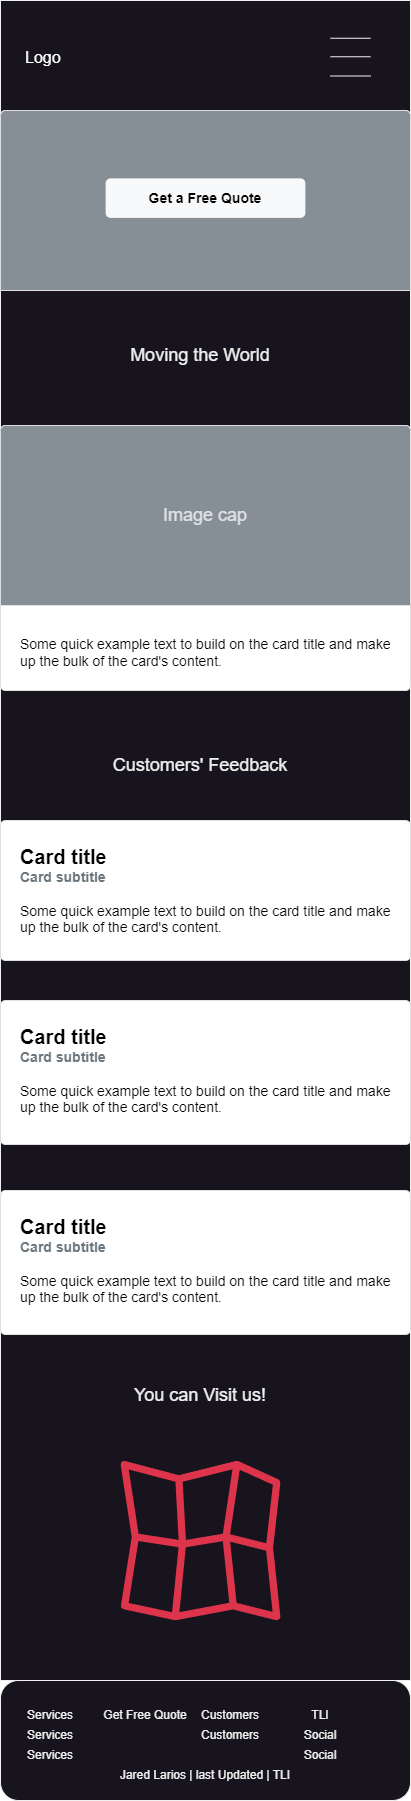 Logo
Get a Free Quote
Moving the World
Image cap
Some quick example text to build on the card title and make
up the bulk of the card's content.
Customers' Feedback
Card title
Card subtitle
Some quick example text to build on the card title and make
up the bulk of the card's content.
Card title
Card subtitle
Some quick example text to build on the card title and make
up the bulk of the card's content.
Card title
Card subtitle
Some quick example text to build on the card title and make
up the bulk of the card's content.
You can Visit us!
Services Get Free Quote Customers TLI
Services Customers Social
Services Social
Jared Larios | last Updated | TLI